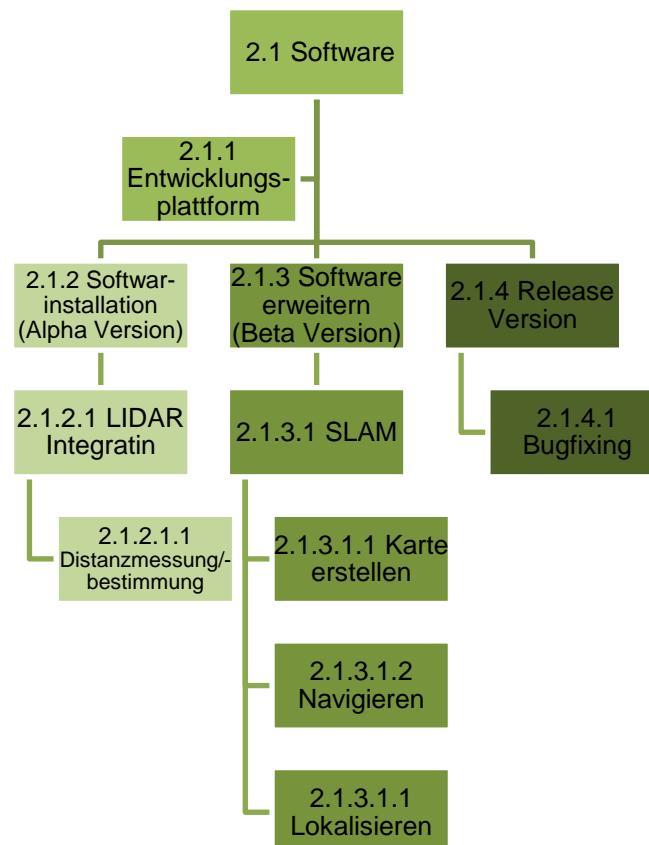 2.1 Software
2.1.1
Entwicklungs-
plattform
2.1.2 Softwar-
installation
(Alpha Version)
2.1.3 Software
erweitern
(Beta Version)
2.1.4 Release
Version
2.1.2.1 LIDAR
Integratin
2.1.3.1 SLAM
2.1.4.1
Bugfixing
2.1.2.1.1
Distanzmessung/-
bestimmung
2.1.3.1.1 Karte
erstellen
2.1.3.1.2
Navigieren
2.1.3.1.1
Lokalisieren